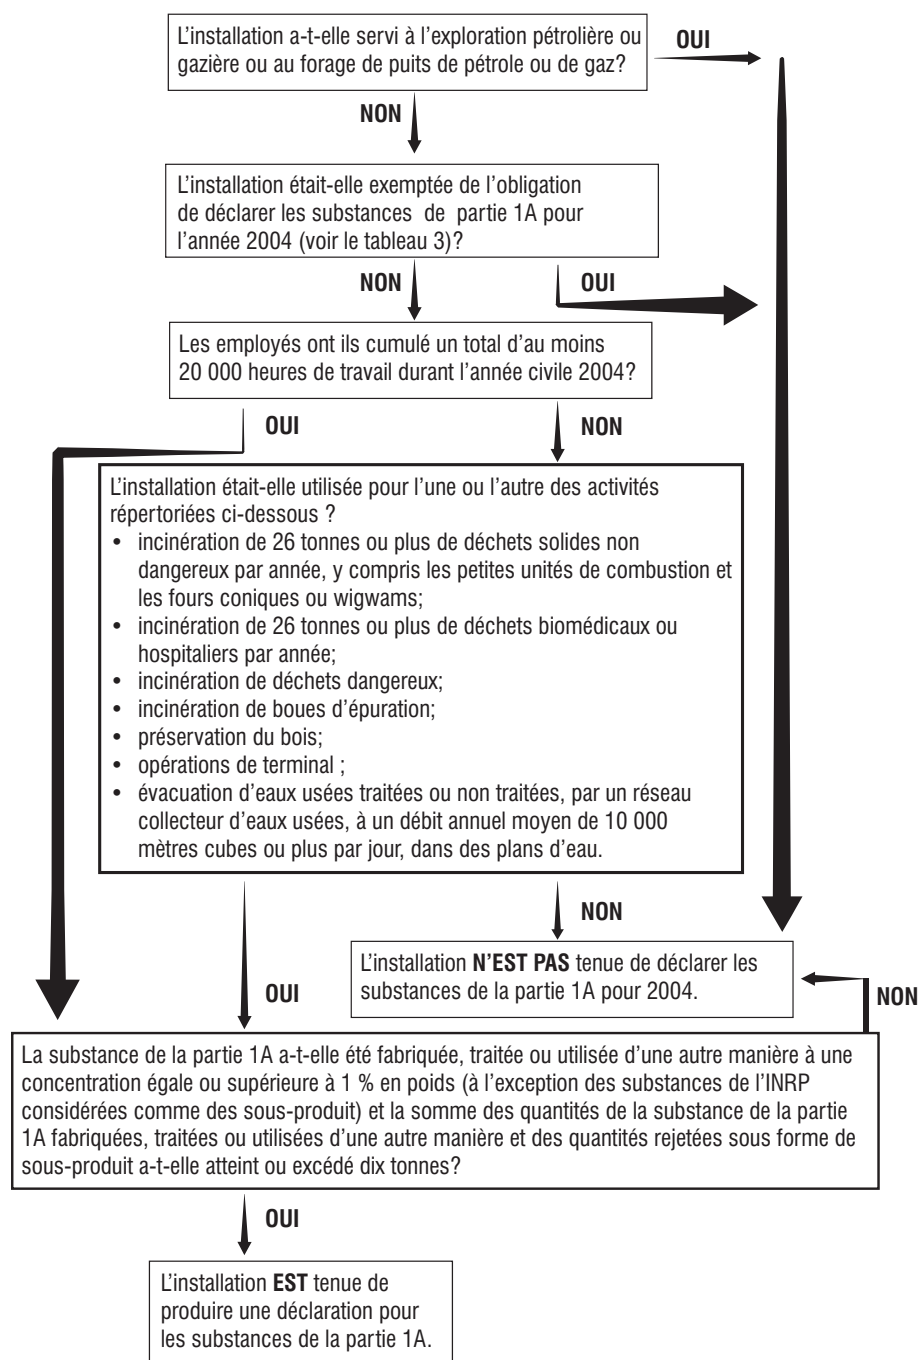 L’installation a-t-elle servi à l’exploration pétrolière ou
gazière ou au forage de puits de pétrole ou de gaz?
OUI
NON
L’installation était-elle exemptée de l’obligation
de déclarer les substances de partie 1A pour
l’année 2004 (voir le tableau 3)?
NON
OUI
Les employés ont ils cumulé un total d’au moins
20 000 heures de travail durant l’année civile 2004?
OUI
NON
L’installation était-elle utilisée pour l’une ou l’autre des activités
répertoriées ci-dessous ?
• incinération de 26 tonnes ou plus de déchets solides non
dangereux par année, y compris les petites unités de combustion et
les fours coniques ou wigwams;
• incinération de 26 tonnes ou plus de déchets biomédicaux ou
hospitaliers par année;
• incinération de déchets dangereux;
• incinération de boues d’épuration;
• préservation du bois;
• opérations de terminal ;
• évacuation d’eaux usées traitées ou non traitées, par un réseau
collecteur d’eaux usées, à un débit annuel moyen de 10 000
mètres cubes ou plus par jour, dans des plans d’eau.
NON
L’installation N’EST PAS tenue de déclarer les
substances de la partie 1A pour 2004.
OUI
NON
La substance de la partie 1A a-t-elle été fabriquée, traitée ou utilisée d’une autre manière à une
concentration égale ou supérieure à 1 % en poids (à l’exception des substances de l’INRP
considérées comme des sous-produit) et la somme des quantités de la substance de la partie
1A fabriquées, traitées ou utilisées d’une autre manière et des quantités rejetées sous forme de
sous-produit a-t-elle atteint ou excédé dix tonnes?
OUI
L’installation EST tenue de
produire une déclaration pour
les substances de la partie 1A.